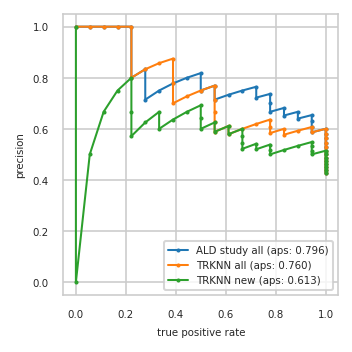 1.0
0.8
0.6
0.4
0.2
0.0
precision
0.0 0.2 0.4 0.6 0.8 1.0
true positive rate
ALD study all (aps: 0.796)
TRKNN all (aps: 0.760)
TRKNN new (aps: 0.613)